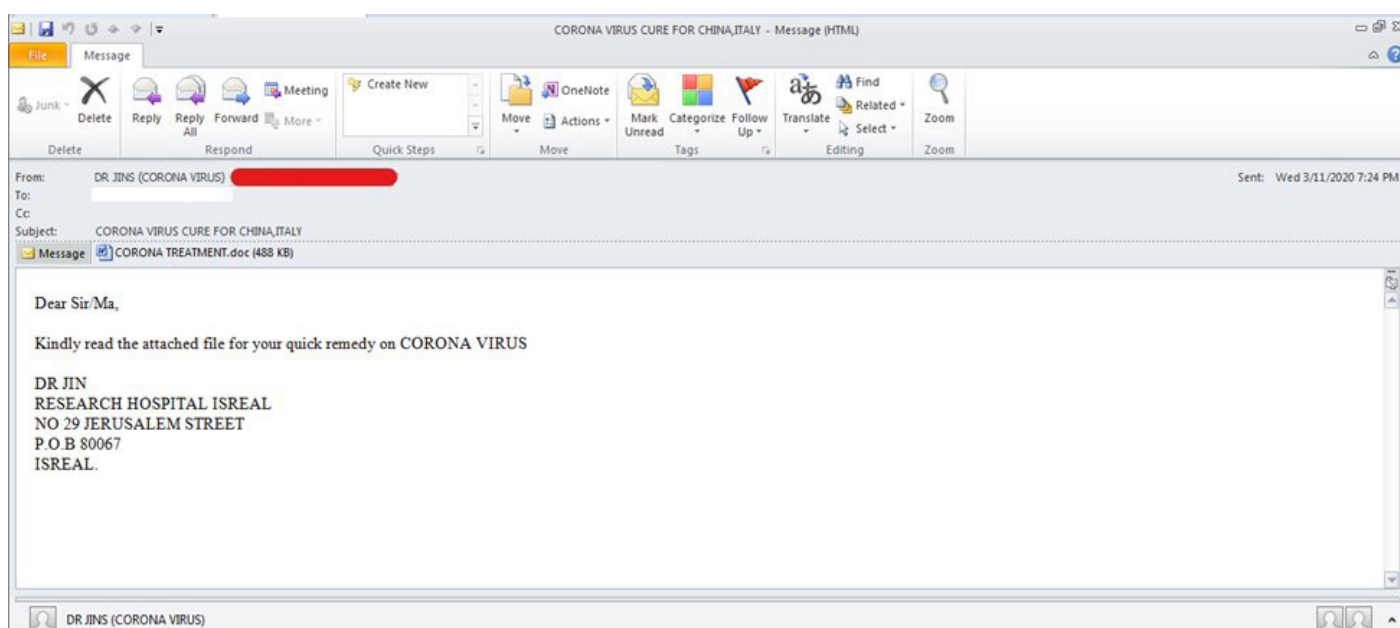 CORONA VIRUS CURE FOR CHINA,ITALY - Message (HTML)
File Message
Junk
Delete
Reply
Reply All
Forward
Meeting
More
Create New
Move
OneNote
Actions
Mark Unread
Categorize
Follow Up
Translate
Find
Related
Select
Zoom
Delete Respond Quick Steps Move Tags Editing Zoom
From: DR JINS (CORONA VIRUS)
Sent: Wed 3/11/2020 7:24 PM
To:
Cc:
Subject: CORONA VIRUS CURE FOR CHINA,ITALY
Message CORONA TREATMENT.doc (488 KB)
Dear Sir/Ma,
Kindly read the attached file for your quick remedy on CORONA VIRUS
DR JIN
RESEARCH HOSPITAL ISREAL
NO 29 JERUSALEM STREET
P.O.B 80067
ISREAL.
DR JINS (CORONA VIRUS)